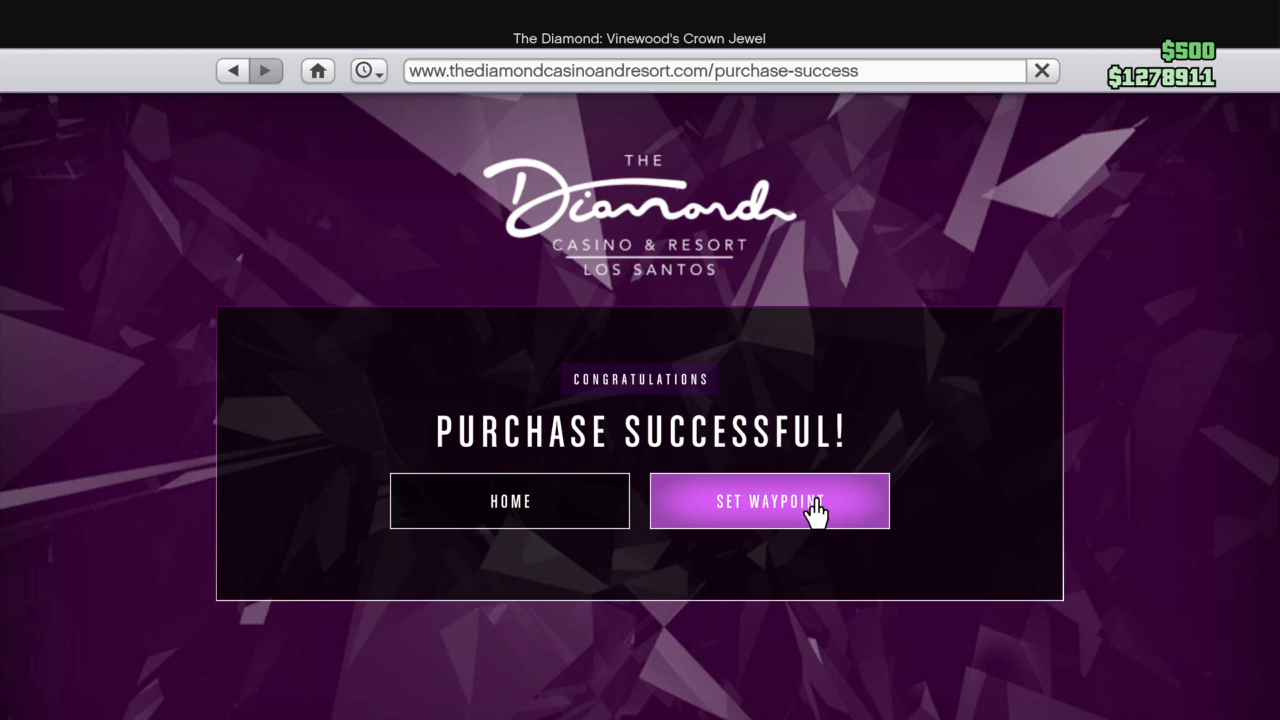 The Diamond: Vinewood's Crown Jewel
$500
www.thediamondcasinoandresort.com/purchase-success
$1278911
THE
Diamond
CASINO & RESORT
LOS SANTOS
CONGRATULATIONS
PURCHASE SUCCESSFUL!
HOME
SET WAYPOINT